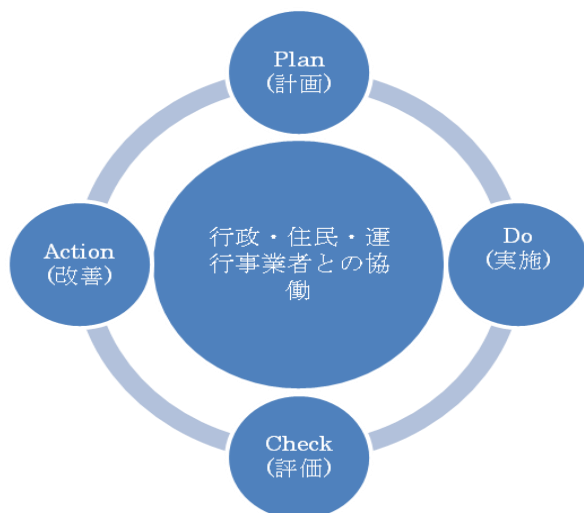 Plan
(計画)
行政・住民・運
行事業者との協
働
Do
(実施)
Check
(評価)
Action
(改善)